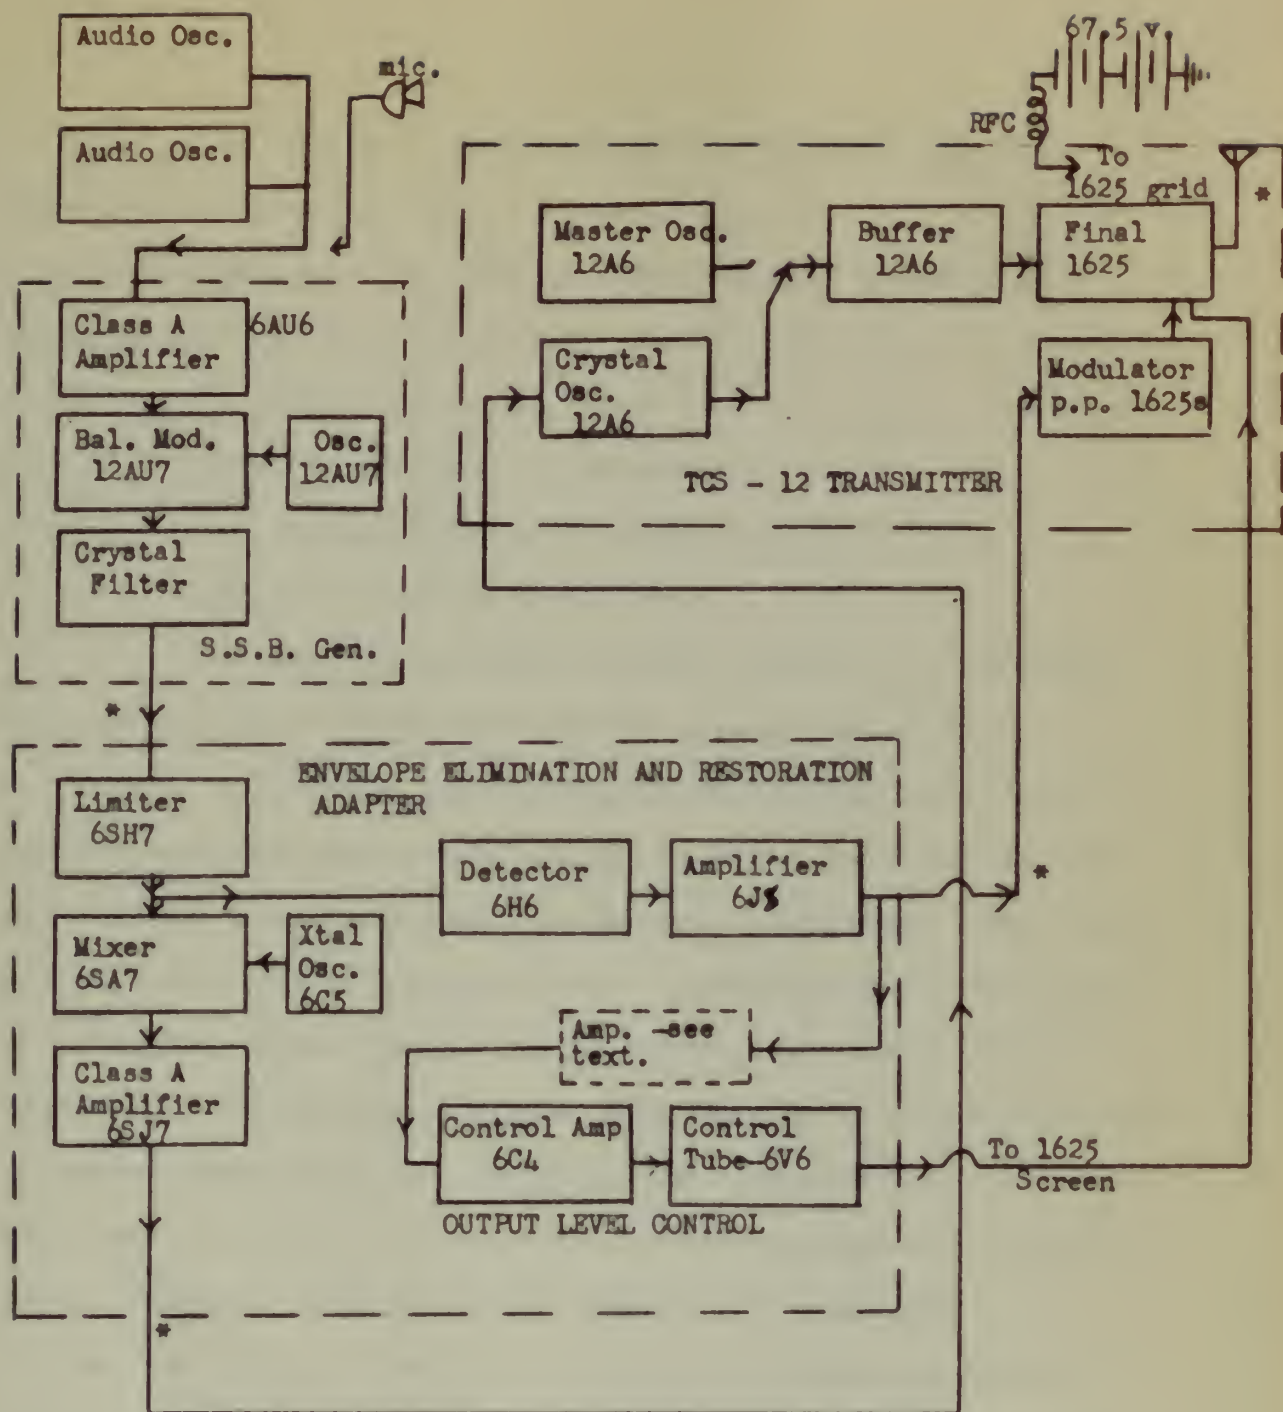 Audio Osc.
Audio Osc.
mic.
67.5 v.
RFC
To
1625 grid
*
Master Osc.
12A6
Buffer
12A6
Final
1625
Crystal
Osc.
12A6
Modulator
p.p. 1625s
TCS - 12 TRANSMITTER
Class A
Amplifier
6AU6
Bal. Mod.
12AU7
Osc.
12AU7
Crystal
Filter
S.S.B. Gen.
*
ENVELOPE ELIMINATION AND RESTORATION
ADAPTER
Limiter
6SH7
Detector
6H6
Amplifier
*
Mixer
6SA7
Xtal
Osc.
6C5
Amp. -see
text.
Class A
Amplifier
6SJ7
Control Amp
6C4
Control
Tube-6V6
To 1625
Screen
OUTPUT LEVEL CONTROL
*